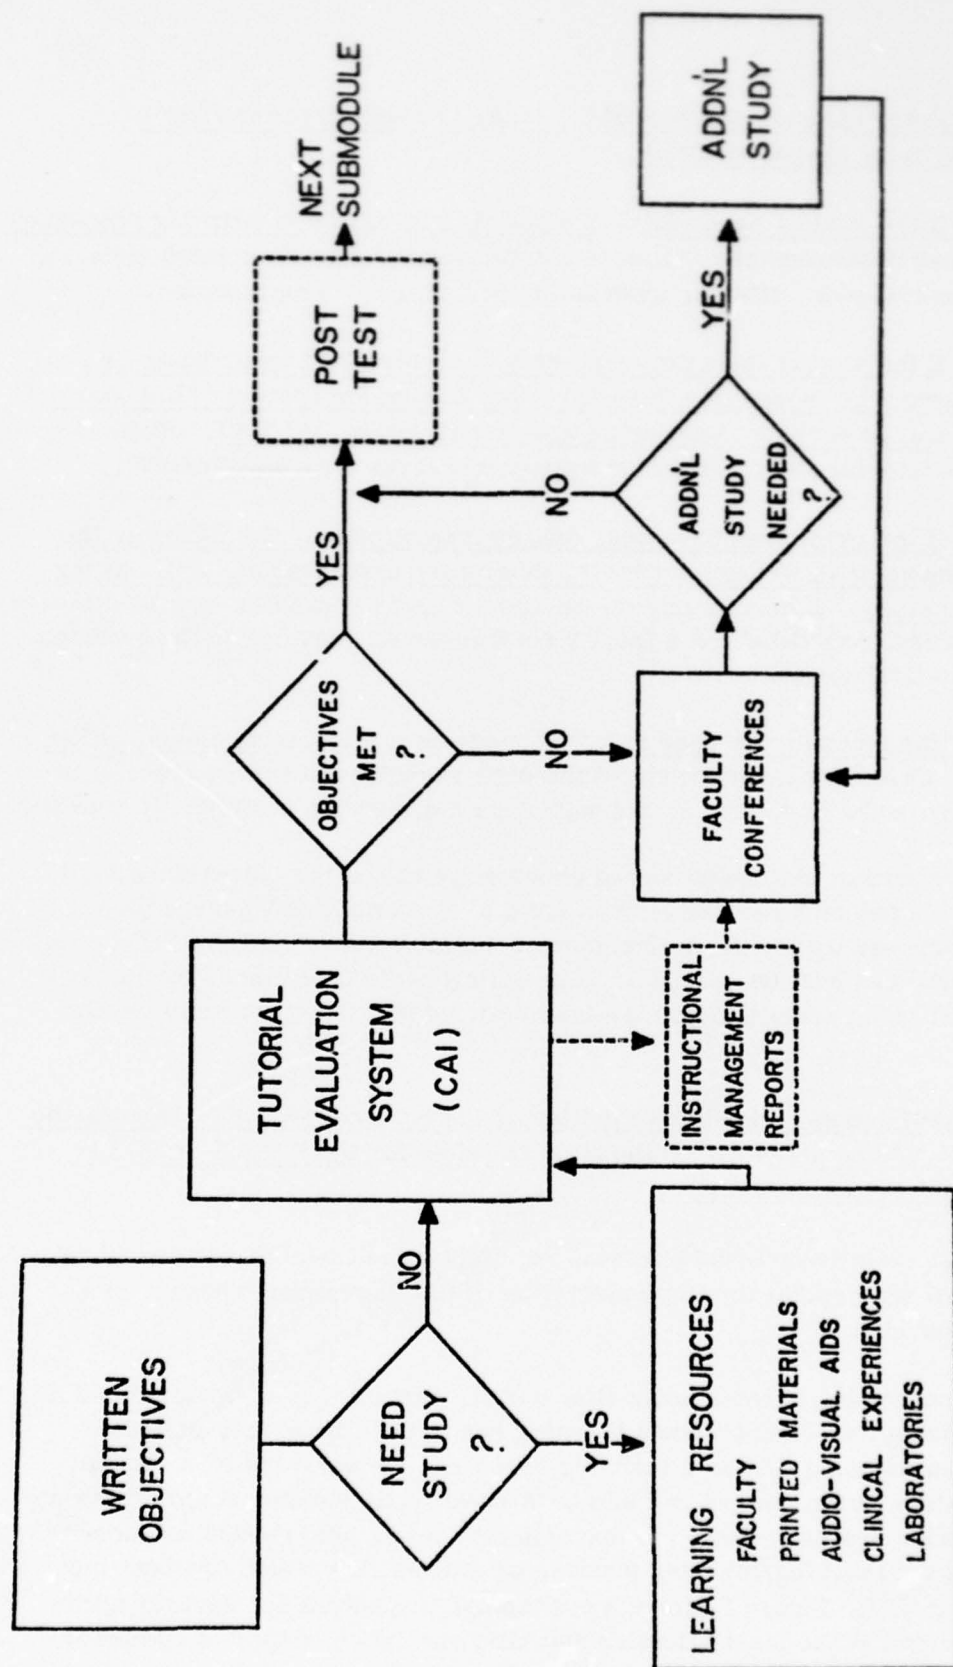 WRITTEN
OBJECTIVES
NEED
STUDY
?
NO
YES
LEARNING RESOURCES
FACULTY
PRINTED MATERIALS
AUDIO-VISUAL AIDS
CLINICAL EXPERIENCES
LABORATORIES
TUTORIAL
EVALUATION
SYSTEM
(CAI)
INSTRUCTIONAL
MANAGEMENT
REPORTS
OBJECTIVES
MET
?
YES
NO
FACULTY
CONFERENCES
POST
TEST
NEXT
SUBMODULE
ADDN'L
STUDY
NEEDED
?
NO
YES
ADDN'L
STUDY